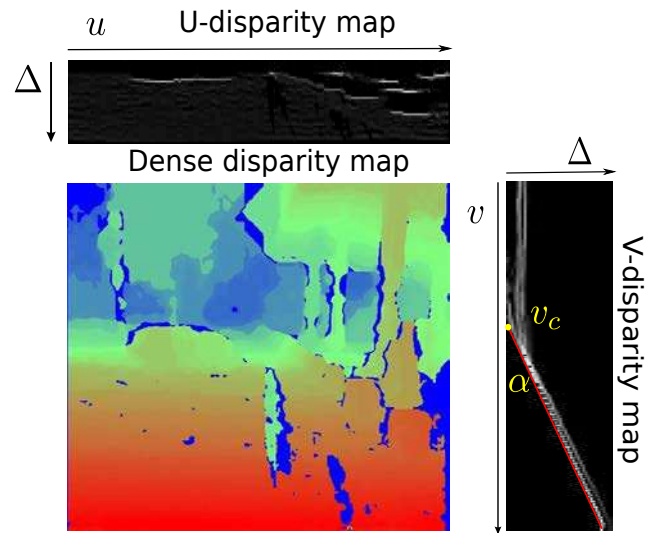 u U-disparity map
Δ
Dense disparity map
Δ
v
v_c
α
V-disparity map